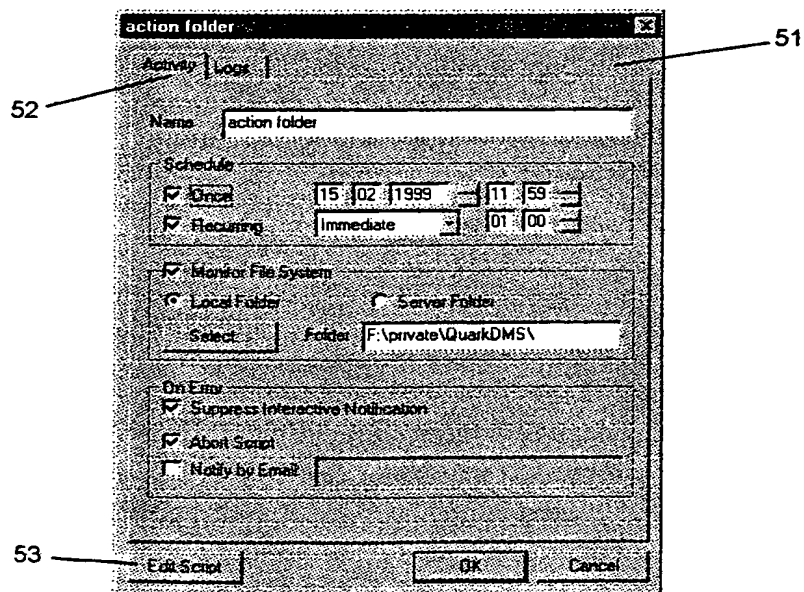 action folder
51
Activity Logs
52
Name action folder
Schedule
Once 15 02 1999 ... 11 59 ...
Recurring Immediate 01 00 ...
Monitor File System
Local Folder Server Folder
Select... Folder F:\private\QuarkDMS\
On Error
Suppress Interactive Notification
Abort Script
Notify by Email
53
Edit Script OK Cancel